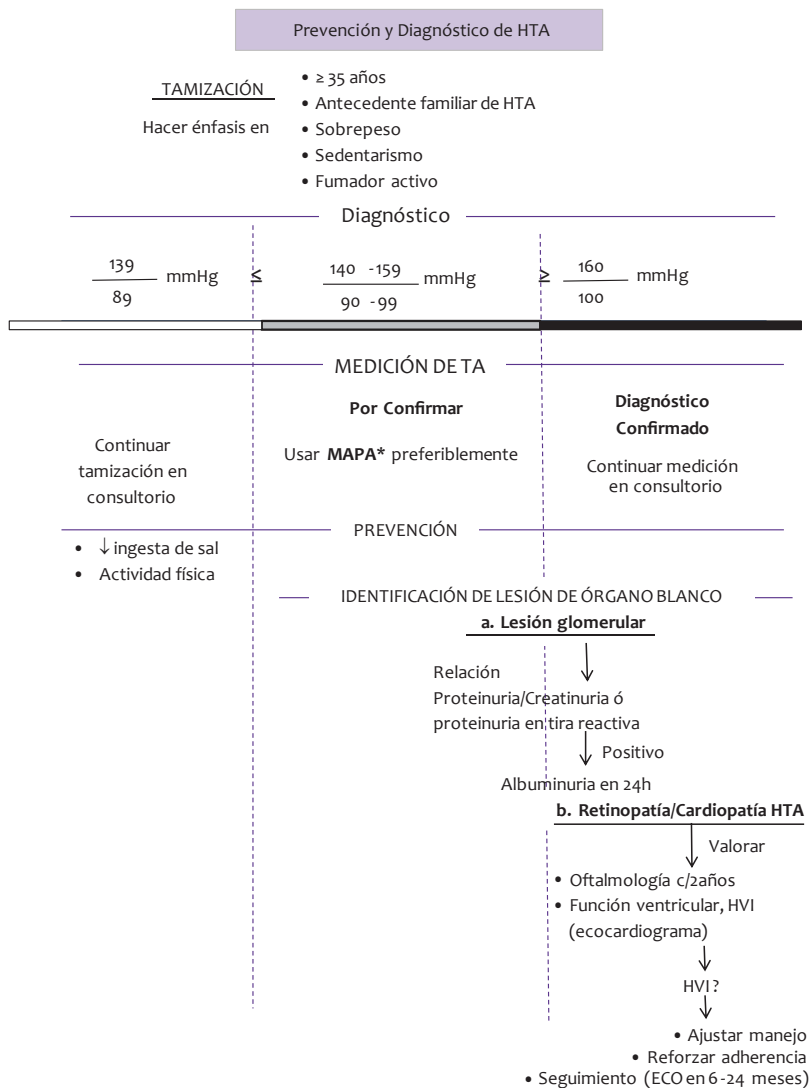 Prevención y Diagnóstico de HTA
TAMIZACIÓN
Hacer énfasis en
• ≥ 35 años
• Antecedente familiar de HTA
• Sobrepeso
• Sedentarismo
• Fumador activo
Diagnóstico
139
89
mmHg
≤
140 -159
90 -99
mmHg
≥
160
100
mmHg
MEDICIÓN DE TA
Continuar
tamización en
consultorio
Por Confirmar
Usar MAPA* preferiblemente
Diagnóstico
Confirmado
Continuar medición
en consultorio
PREVENCIÓN
• ↓ ingesta de sal
• Actividad física
IDENTIFICACIÓN DE LESIÓN DE ÓRGANO BLANCO
a. Lesión glomerular
Relación
Proteinuria/Creatinuria ó
proteinuria en tira reactiva
Positivo
Albuminuria en 24h
b. Retinopatía/Cardiopatía HTA
Valorar
• Oftalmología c/2años
• Función ventricular, HVI
(ecocardiograma)
HVI?
• Ajustar manejo
• Reforzar adherencia
• Seguimiento (ECO en 6-24 meses)